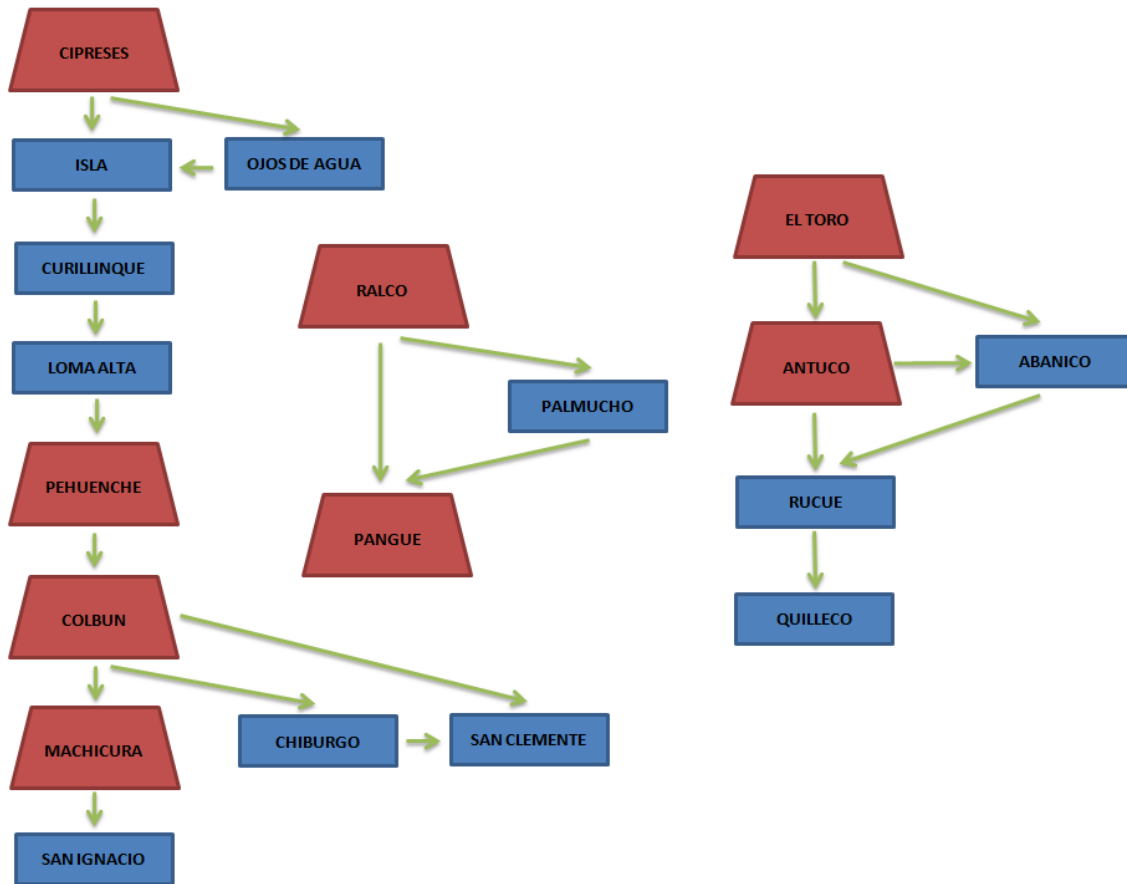 CIPRESES
ISLA
OJOS DE AGUA
CURILLINQUE
LOMA ALTA
PEHUENCHE
COLBUN
MACHICURA
CHIBURGO
SAN CLEMENTE
SAN IGNACIO
RALCO
PALMUCHO
PANGUE
EL TORO
ANTUCO
ABANICO
RUCUE
QUILLECO